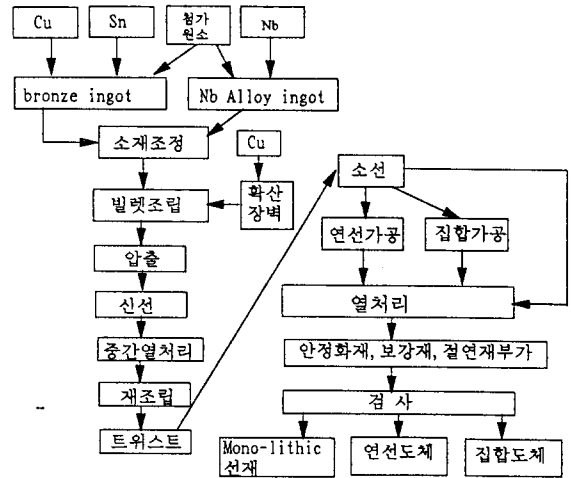 Cu
Sn
첨가
원소
Nb
bronze ingot
Nb Alloy ingot
소재조정
Cu
빌렛조립
확산
장벽
압출
신선
중간열처리
재조립
트위스트
소선
연선가공
집합가공
열처리
안정화재, 보강재, 절연재부가
검 사
Mono-lithic
선재
연선도체
집합도체